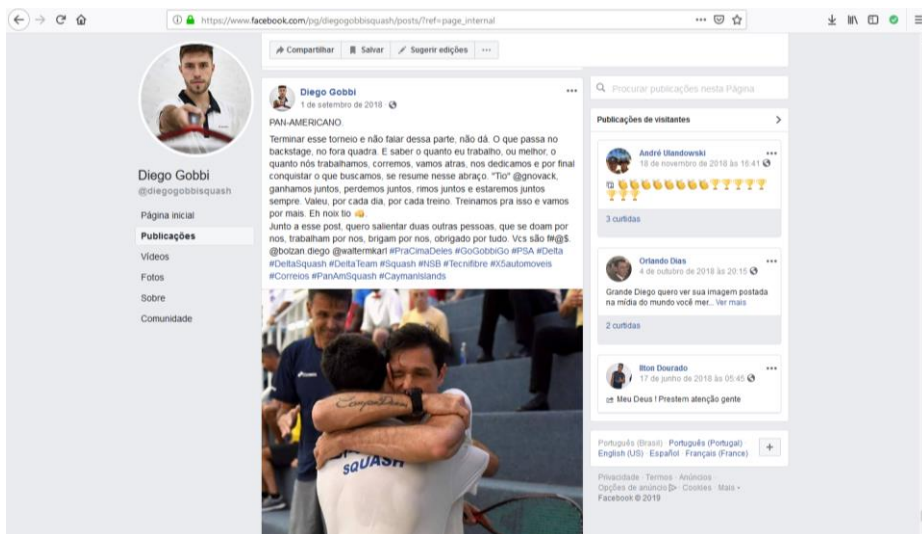 https://www.facebook.com/pg/diegogobbisquash/posts/?ref=page_internal
Compartilhar Salvar Sugerir edições
Diego Gobbi
@diegogobbisquash
Página inicial
Publicações
Vídeos
Fotos
Sobre
Comunidade
Diego Gobbi
1 de setembro de 2018
PAN-AMERICANO.
Terminar esse torneio e não falar dessa parte, não dá. O que passa no
backstage, no fora quadra. E saber o quanto eu trabalho, ou melhor, o
quanto nós trabalhamos, corremos, vamos atras, nos dedicamos e por final
conquistar o que buscamos, se resume nesse abraço. "Tio" @gnovack,
ganhamos juntos, perdemos juntos, rimos juntos e estaremos juntos
sempre. Valeu, por cada dia, por cada treino. Treinamos pra isso e vamos
por mais. Eh noix tio 👊.
Junto a esse post, quero salientar duas outras pessoas, que se doam por
nos, trabalham por nos, brigam por nos, obrigado por tudo. Vcs são f#@$.
@bolzan.diego @waltermkarl #PraCimaDeles #GoGobbiGo #PSA #Delta
#DeltaSquash #DeltaTeam #Squash #NSB #Tecnifibre #X5automoveis
#Correios #PanAmSquash #CaymanIslands
SQUASH
Procurar publicações nesta Página
Publicações de visitantes
André Ulandowski
18 de novembro de 2018 às 16:41
3 curtidas
Orlando Dias
4 de outubro de 2018 às 20:15
Grande Diego quero ver sua imagem postada
na mídia do mundo você mer... Ver mais
2 curtidas
Ilton Dourado
17 de junho de 2018 às 05:45
Meu Deus ! Prestem atenção gente
Português (Brasil) · Português (Portugal) ·
English (US) · Español · Français (France)
Privacidade · Termos · Anúncios ·
Opções de anúncio · Cookies · Mais
Facebook © 2019